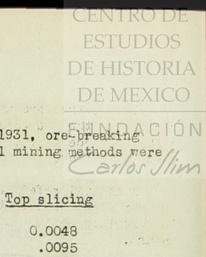 CENTRO DE
ESTUDIOS
DE HISTORIA
DE MEXICO
FUNDACIÓN
Carlos Slim
1931, ore-breaking
l mining methods were
Top slicing
0.0048
.0095